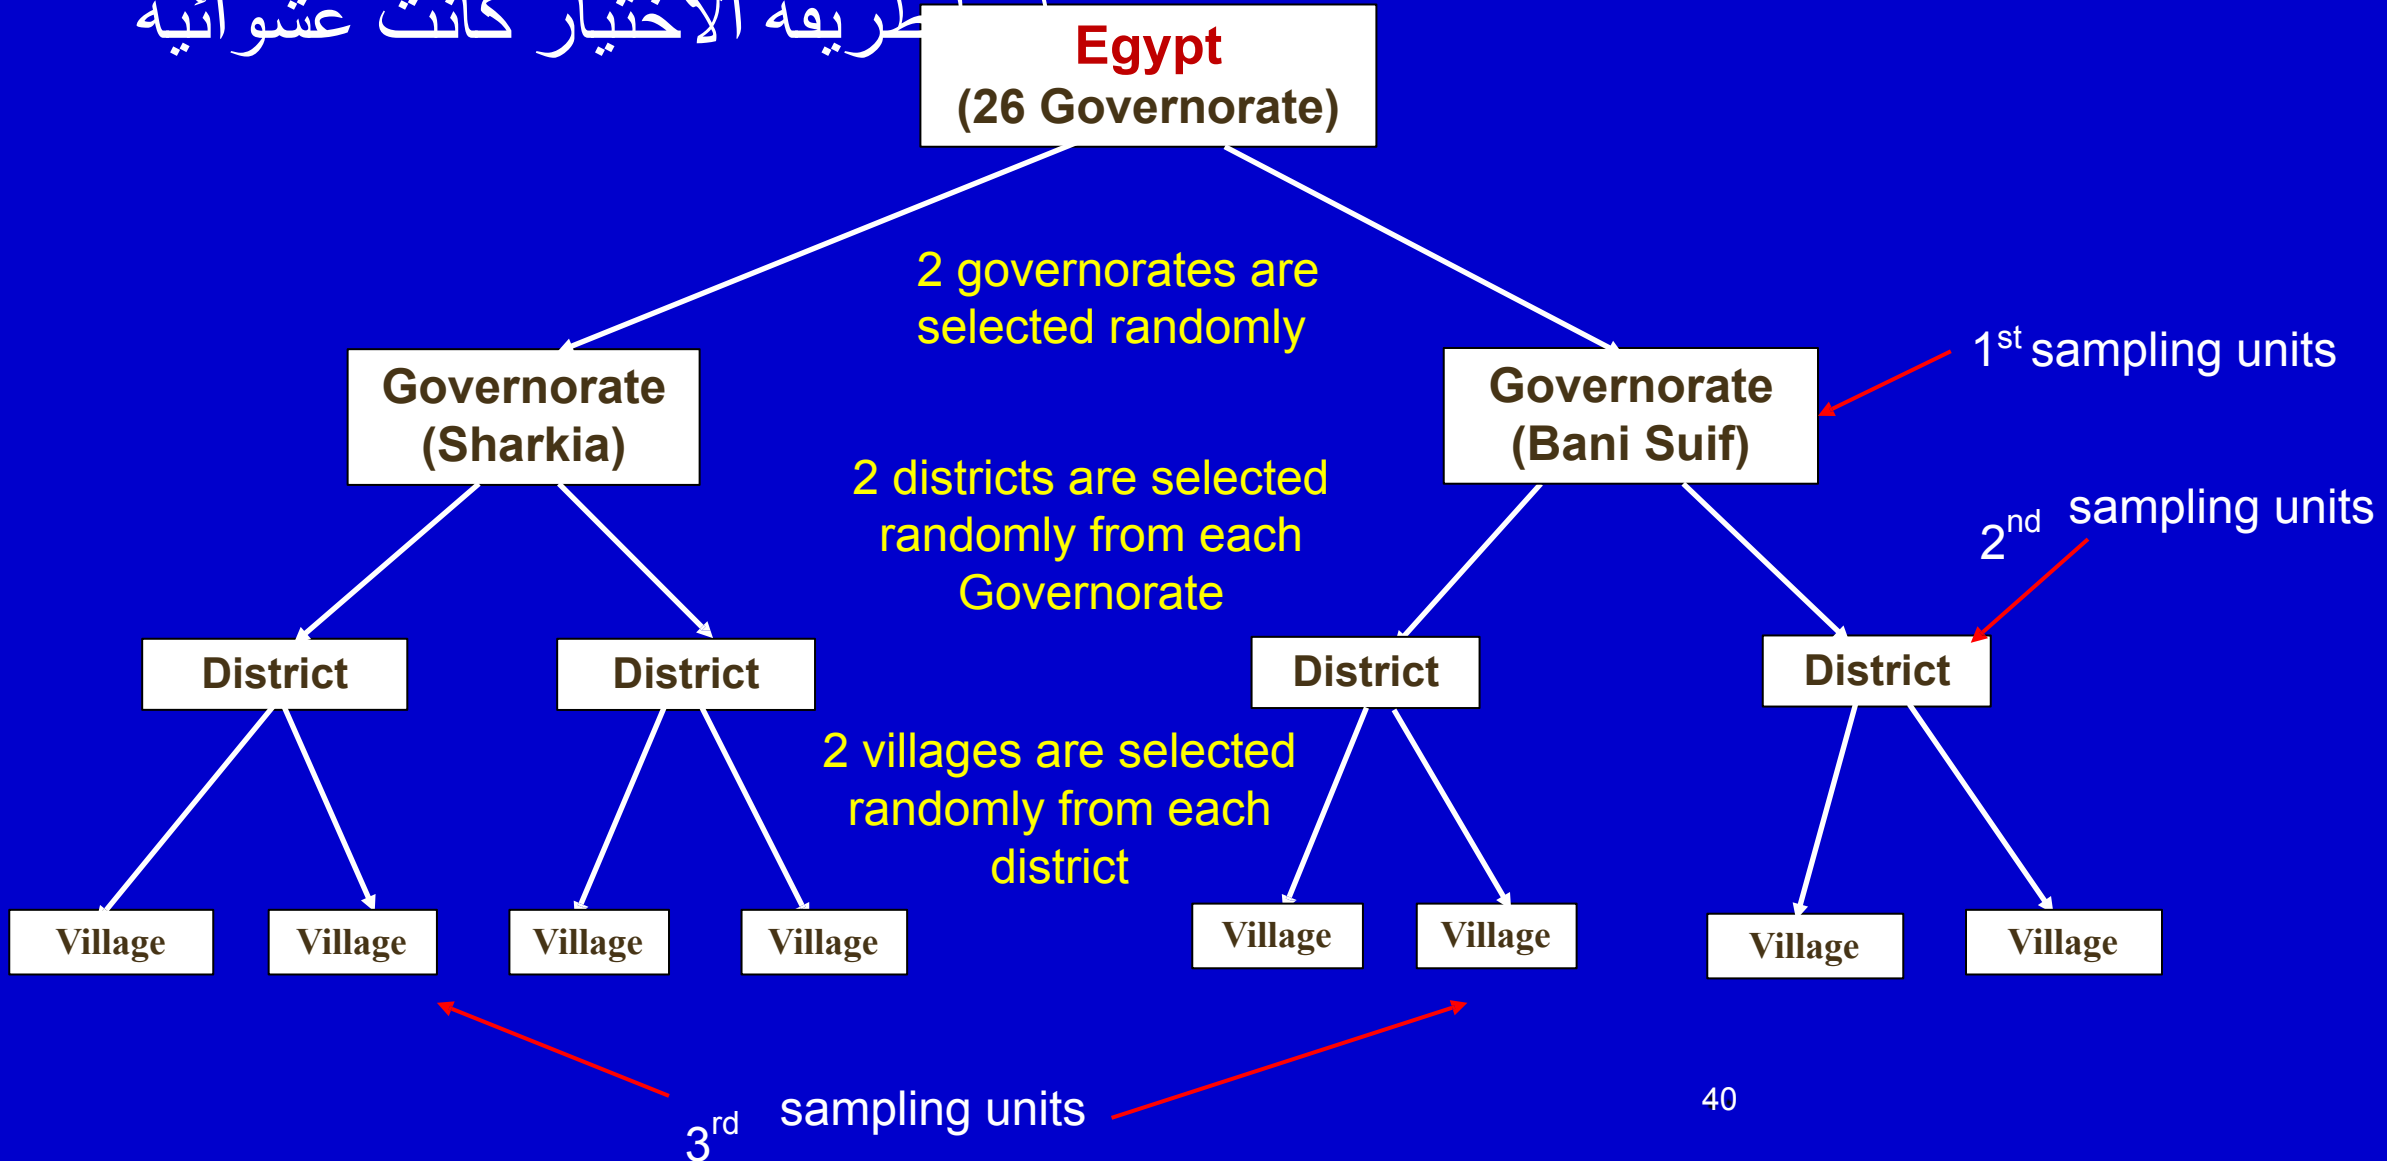 طريقه الاختيار كانت عشوائيه
Egypt
(26 Governorate)
2 governorates are
selected randomly
1st sampling units
Governorate
(Sharkia)
Governorate
(Bani Suif)
2 districts are selected
randomly from each
Governorate
2nd sampling units
District
District
District
District
2 villages are selected
randomly from each
district
Village
Village
Village
Village
Village
Village
Village
Village
3rd sampling units
40